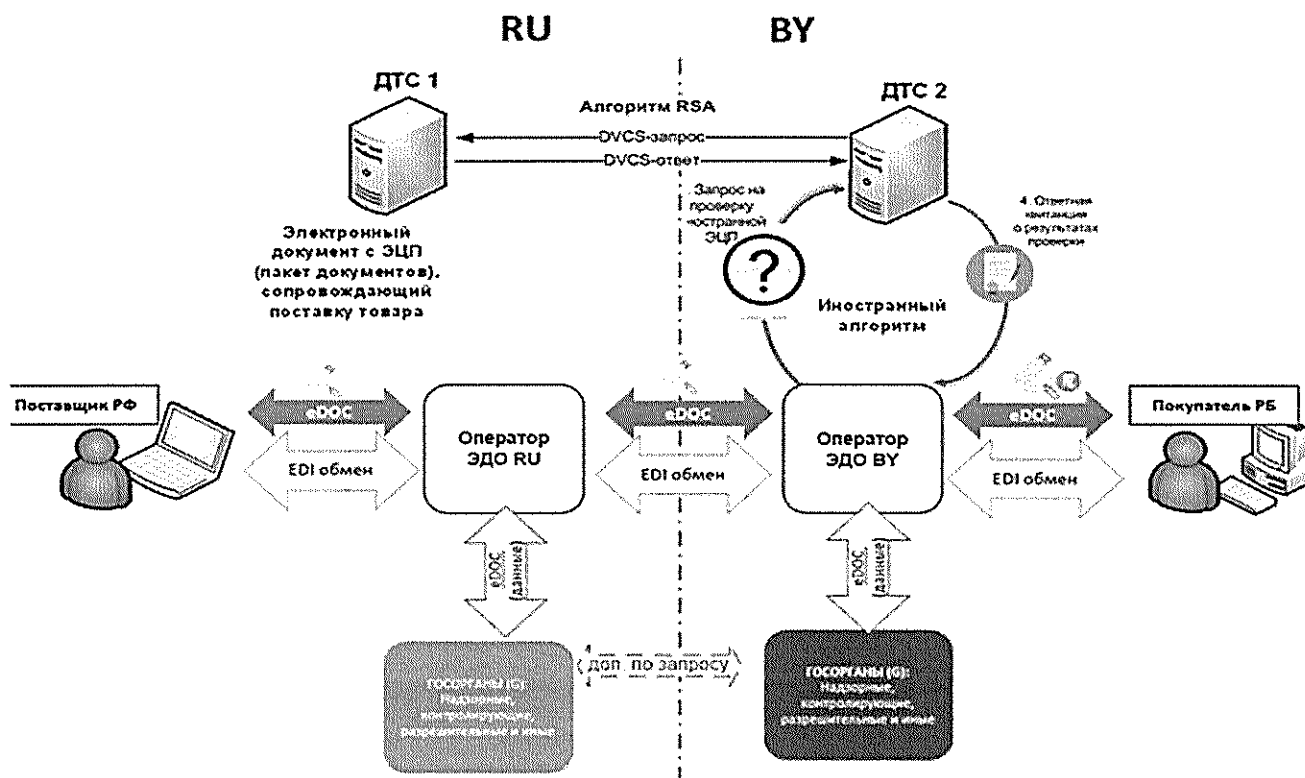 RU
BY
ДТС 1
ДТС 2
Алгоритм RSA
DVCS-запрос
DVCS-ответ
. Запрос на
проверку
ностранной
ЭЦП
4. Ответная
квитанция
о результатах
проверки
Электронный
документ с ЭЦП
(пакет документов),
сопровождающий
поставку товара
?
Иностранный
алгоритм
Поставщик РФ
eDOC
EDI обмен
Оператор
ЭДО RU
eDOC
EDI обмен
Оператор
ЭДО BY
eDOC
EDI обмен
Покупатель РБ
eDOC
(данные)
eDOC
(данные)
ГОСОРГАНЫ (G):
Надзорные,
контролирующие,
разрешительные и иные
доп. по запросу
ГОСОРГАНЫ (G):
Надзорные,
контролирующие,
разрешительные и иные